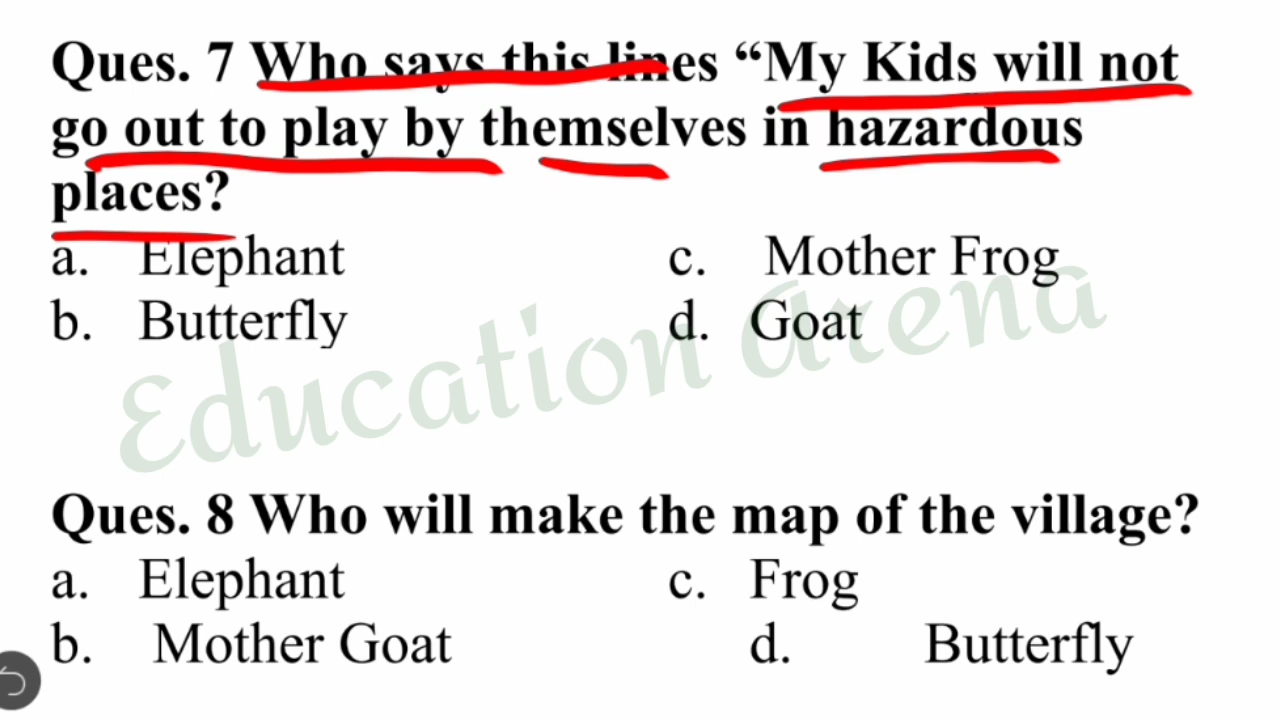 Ques. 7 Who says this lines “My Kids will not
go out to play by themselves in hazardous
places?
a. Elephant c. Mother Frog
b. Butterfly d. Goat
Education Arena
Ques. 8 Who will make the map of the village?
a. Elephant c. Frog
b. Mother Goat d. Butterfly